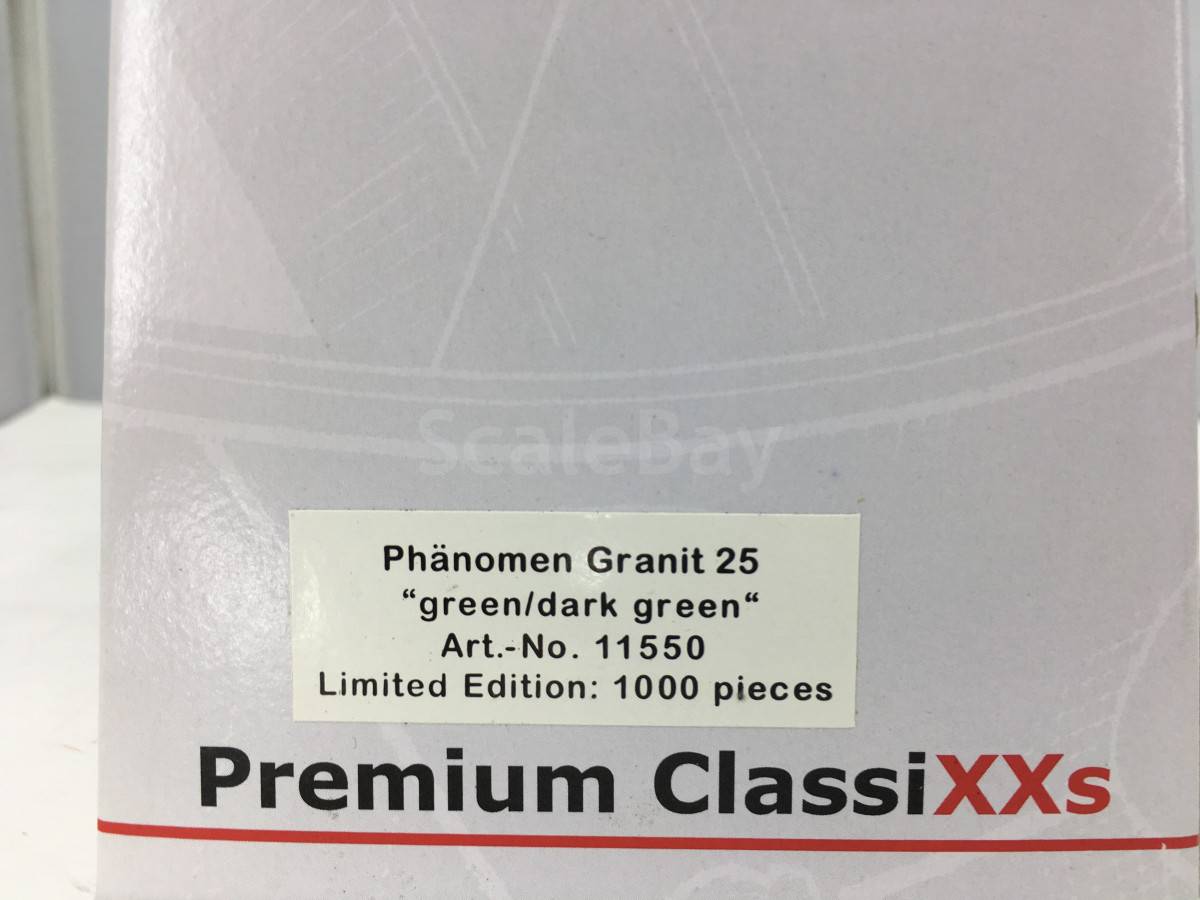 ScaleBay
Phänomen Granit 25
“green/dark green“
Art.-No. 11550
Limited Edition: 1000 pieces
Premium ClassiXXs